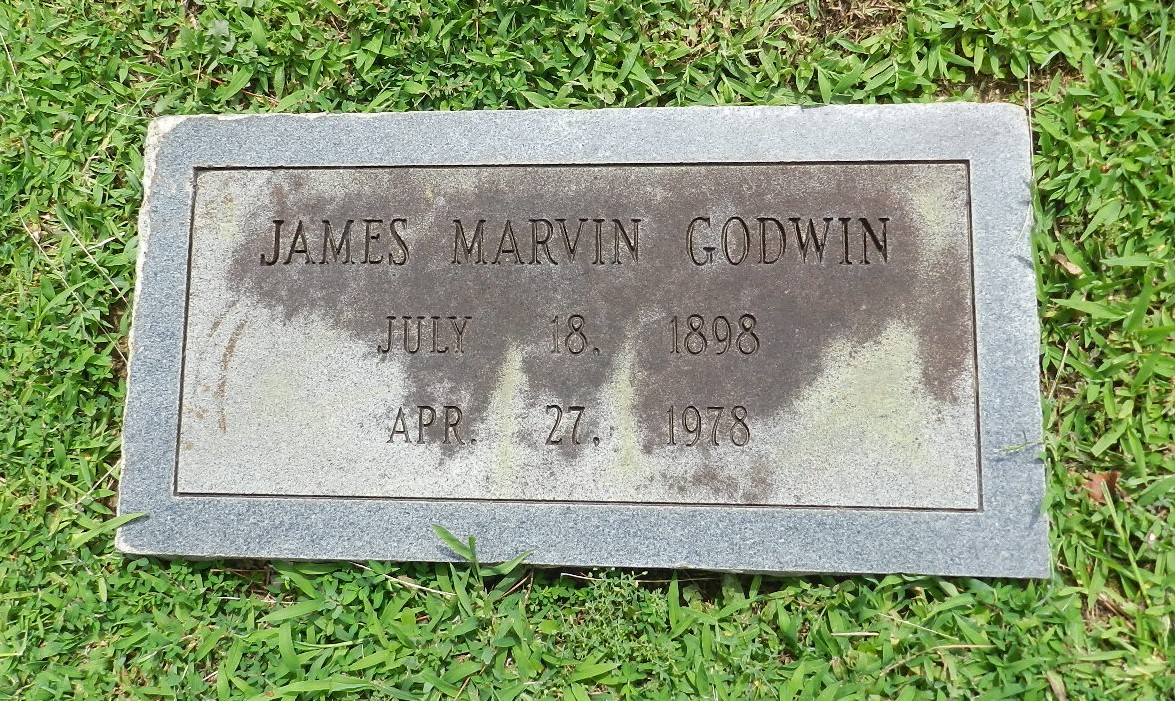 JAMES MARVIN GODWIN
JULY 18, 1898
APR. 27, 1978